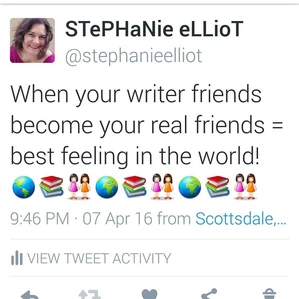 STePHaNie eLLioT
@stephanieelliot
When your writer friends
become your real friends =
best feeling in the world!
🌎📚👭🌎📚👭🌎📚👭
9:46 PM · 07 Apr 16 from Scottsdale,...
VIEW TWEET ACTIVITY